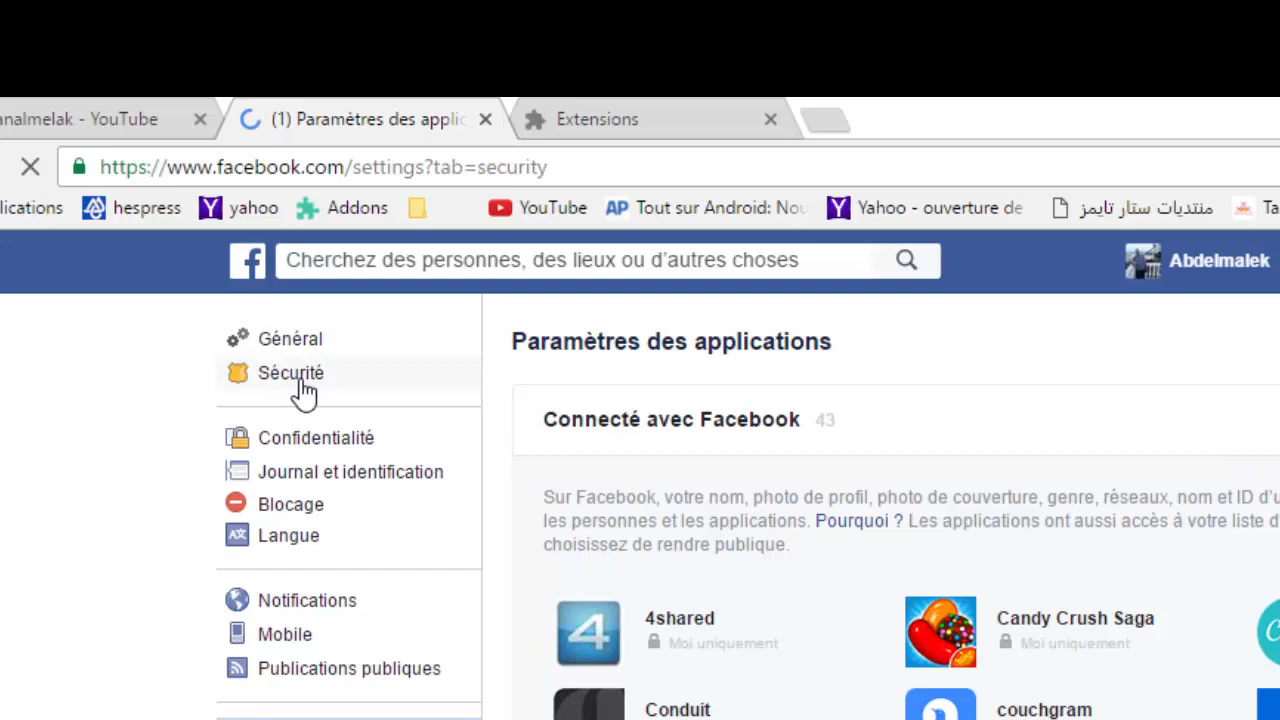 nalmelak - YouTube
(1) Paramètres des applic
Extensions
https://www.facebook.com/settings?tab=security
lications
hespress
yahoo
Addons
YouTube
AP Tout sur Android: Nou
Yahoo - ouverture de
منتديات ستار تايمز
Ta
Cherchez des personnes, des lieux ou d'autres choses
Abdelmalek
Général
Sécurité
Confidentialité
Journal et identification
Blocage
Langue
Notifications
Mobile
Publications publiques
Paramètres des applications
Connecté avec Facebook 43
Sur Facebook, votre nom, photo de profil, photo de couverture, genre, réseaux, nom et ID d'u
les personnes et les applications. Pourquoi ? Les applications ont aussi accès à votre liste d
choisissez de rendre publique.
4shared
Moi uniquement
Candy Crush Saga
Moi uniquement
Conduit
couchgram